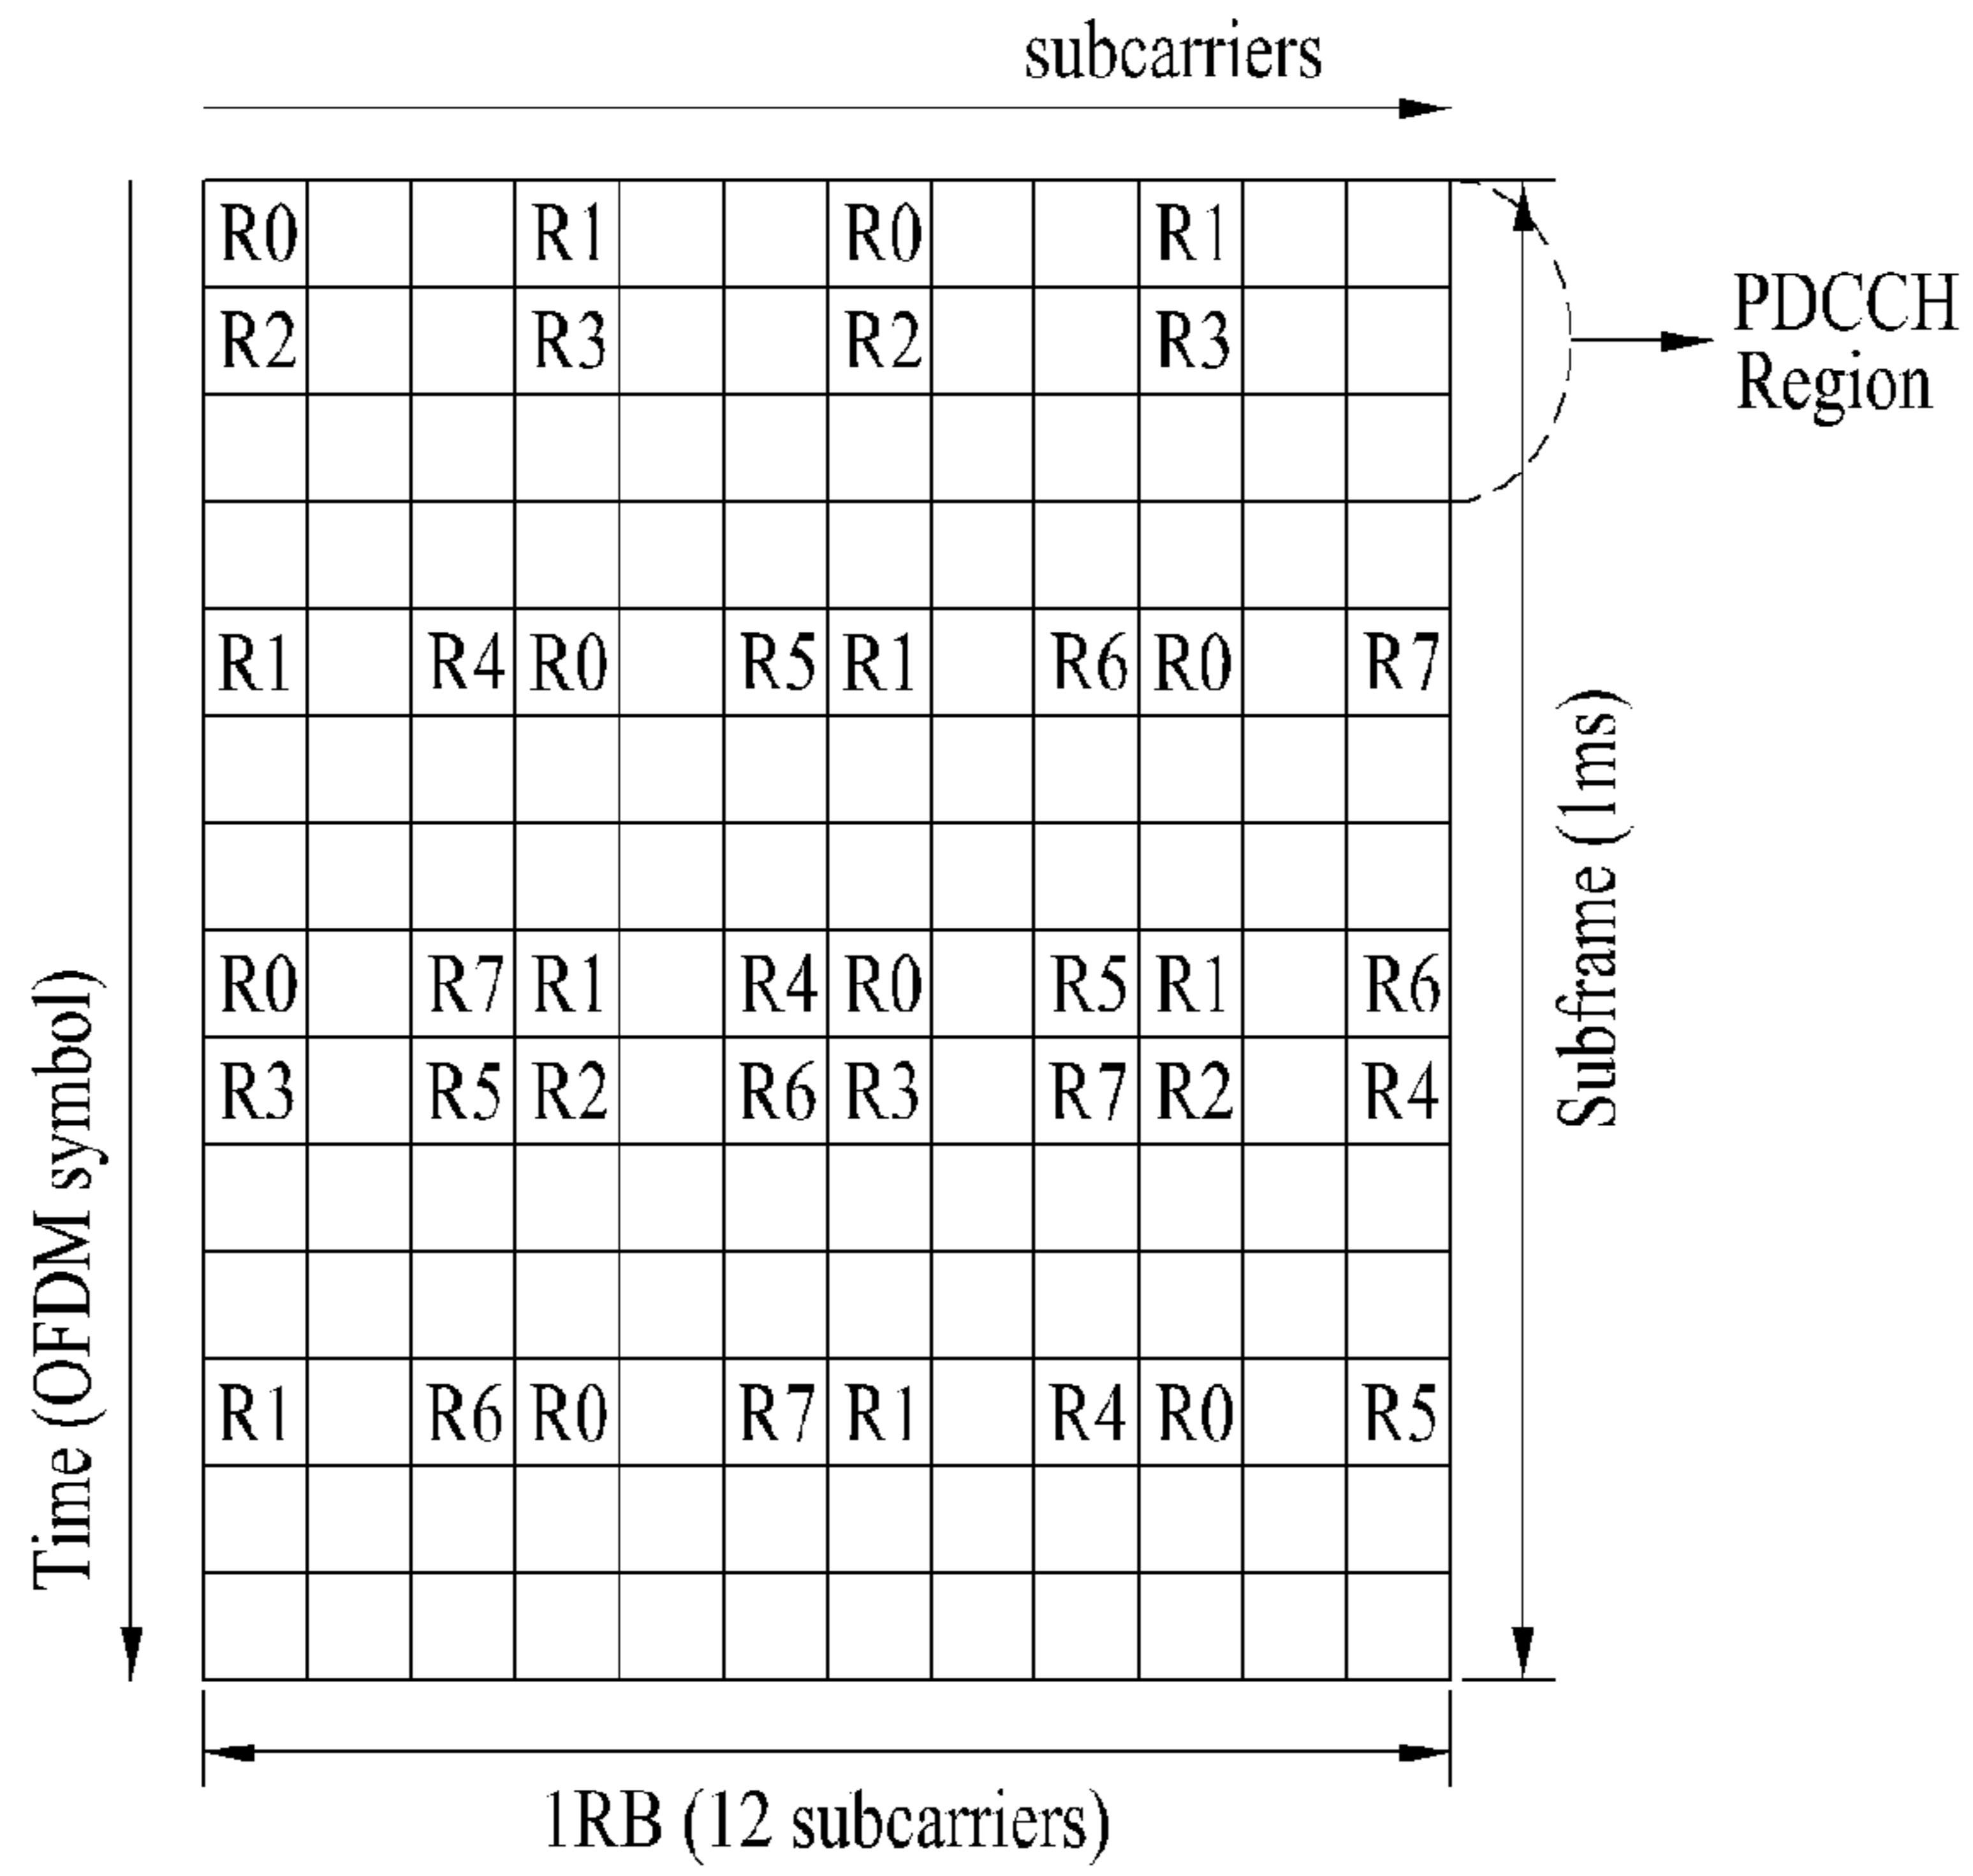 subcarriers
R0 R1 R0 R1
R2 R3 R2 R3
PDCCH
Region
R1 R4 R0 R5 R1 R6 R0 R7
R0 R7 R1 R4 R0 R5 R1 R6
R3 R5 R2 R6 R3 R7 R2 R4
R1 R6 R0 R7 R1 R4 R0 R5
Time (OFDM symbol)
Subframe (1ms)
1RB (12 subcarriers)